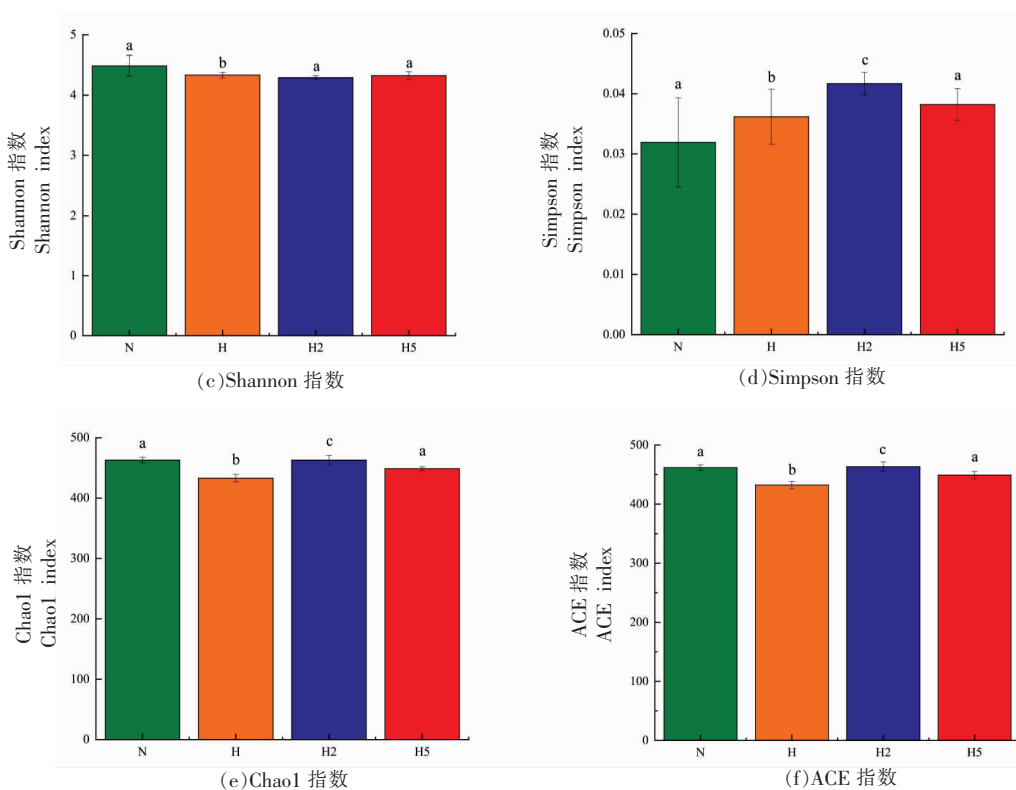 5
4
3
2
1
0
Shannon 指数
Shannon index
a
b
a
a
N
H
H2
H5
(c)Shannon 指数
0.05
0.04
0.03
0.02
0.01
0.00
Simpson 指数
Simpson index
a
b
c
a
N
H
H2
H5
(d)Simpson 指数
500
400
300
200
100
0
Chao1 指数
Chao1 index
a
b
c
a
N
H
H2
H5
(e)Chao1 指数
500
400
300
200
100
0
ACE 指数
ACE index
a
b
c
a
N
H
H2
H5
(f)ACE 指数